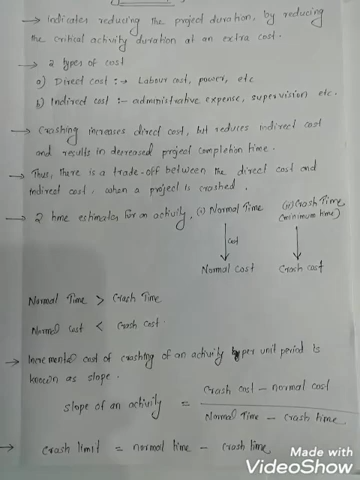 → Indicates reducing the project duration, by reducing
the critical activity duration at an extra cost.
→ 2 types of cost
a) Direct cost :→ Labour cost, power, etc
b) Indirect cost :- administrative expense, supervision etc.
→ Crashing increases direct cost, but reduces indirect cost
and results in decreased project completion time.
→ Thus, there is a trade-off between the direct cost and
indirect cost, when a project is crashed.
→ 2 time estimates for an activity. (i) Normal Time (ii) Crash Time
(minimum time)
cost
Normal Cost Crash cost
Normal Time > Crash Time
Normal cost < Crash cost.
→ Incremental cost of crashing of an activity per unit period is
known as slope.
slope of an activity = Crash cost - normal cost
Normal Time - Crash time
→ Crash limit = normal time - Crash time
Made with
VideoShow